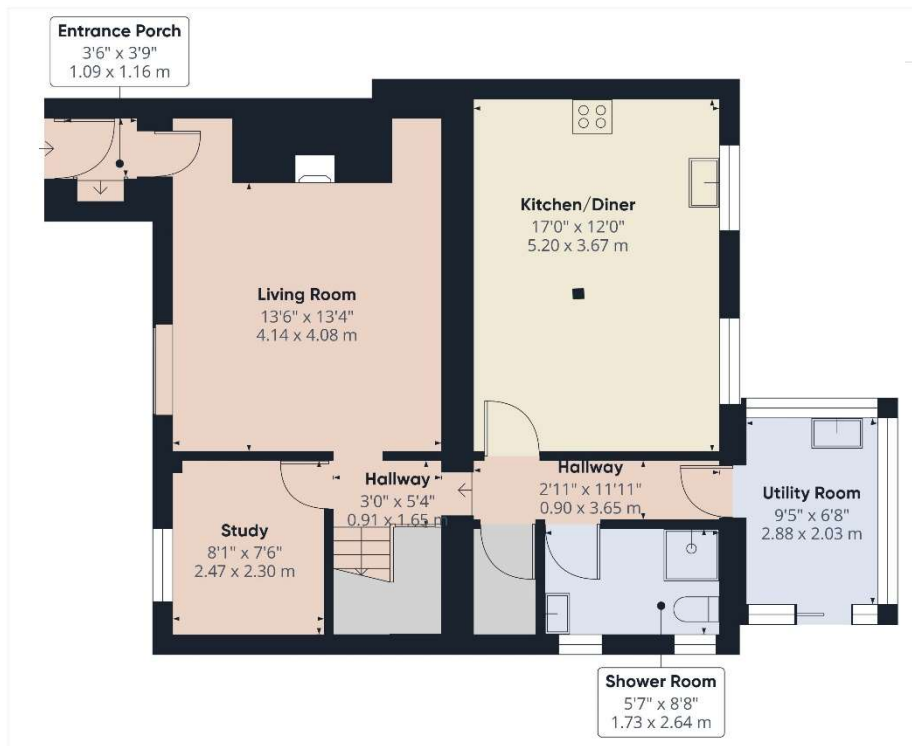 Entrance Porch
3'6" x 3'9"
1.09 x 1.16 m
Kitchen/Diner
17'0" x 12'0"
5.20 x 3.67 m
Living Room
13'6" x 13'4"
4.14 x 4.08 m
Hallway
3'0" x 5'4"
0.91 x 1.65 m
Hallway
2'11" x 11'11"
0.90 x 3.65 m
Utility Room
9'5" x 6'8"
2.88 x 2.03 m
Study
8'1" x 7'6"
2.47 x 2.30 m
Shower Room
5'7" x 8'8"
1.73 x 2.64 m